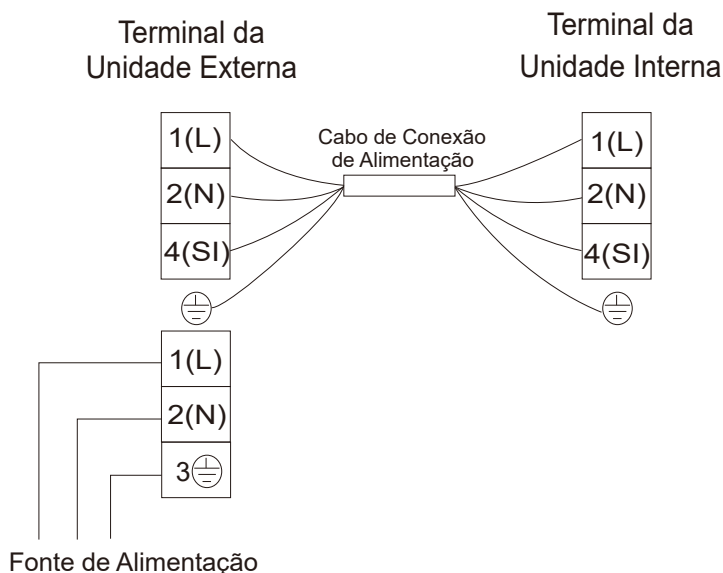 Terminal da
Unidade Externa
Terminal da
Unidade Interna
1(L)
2(N)
4(SI)
Cabo de Conexão
de Alimentação
1(L)
2(N)
4(SI)
1(L)
2(N)
3
Fonte de Alimentação